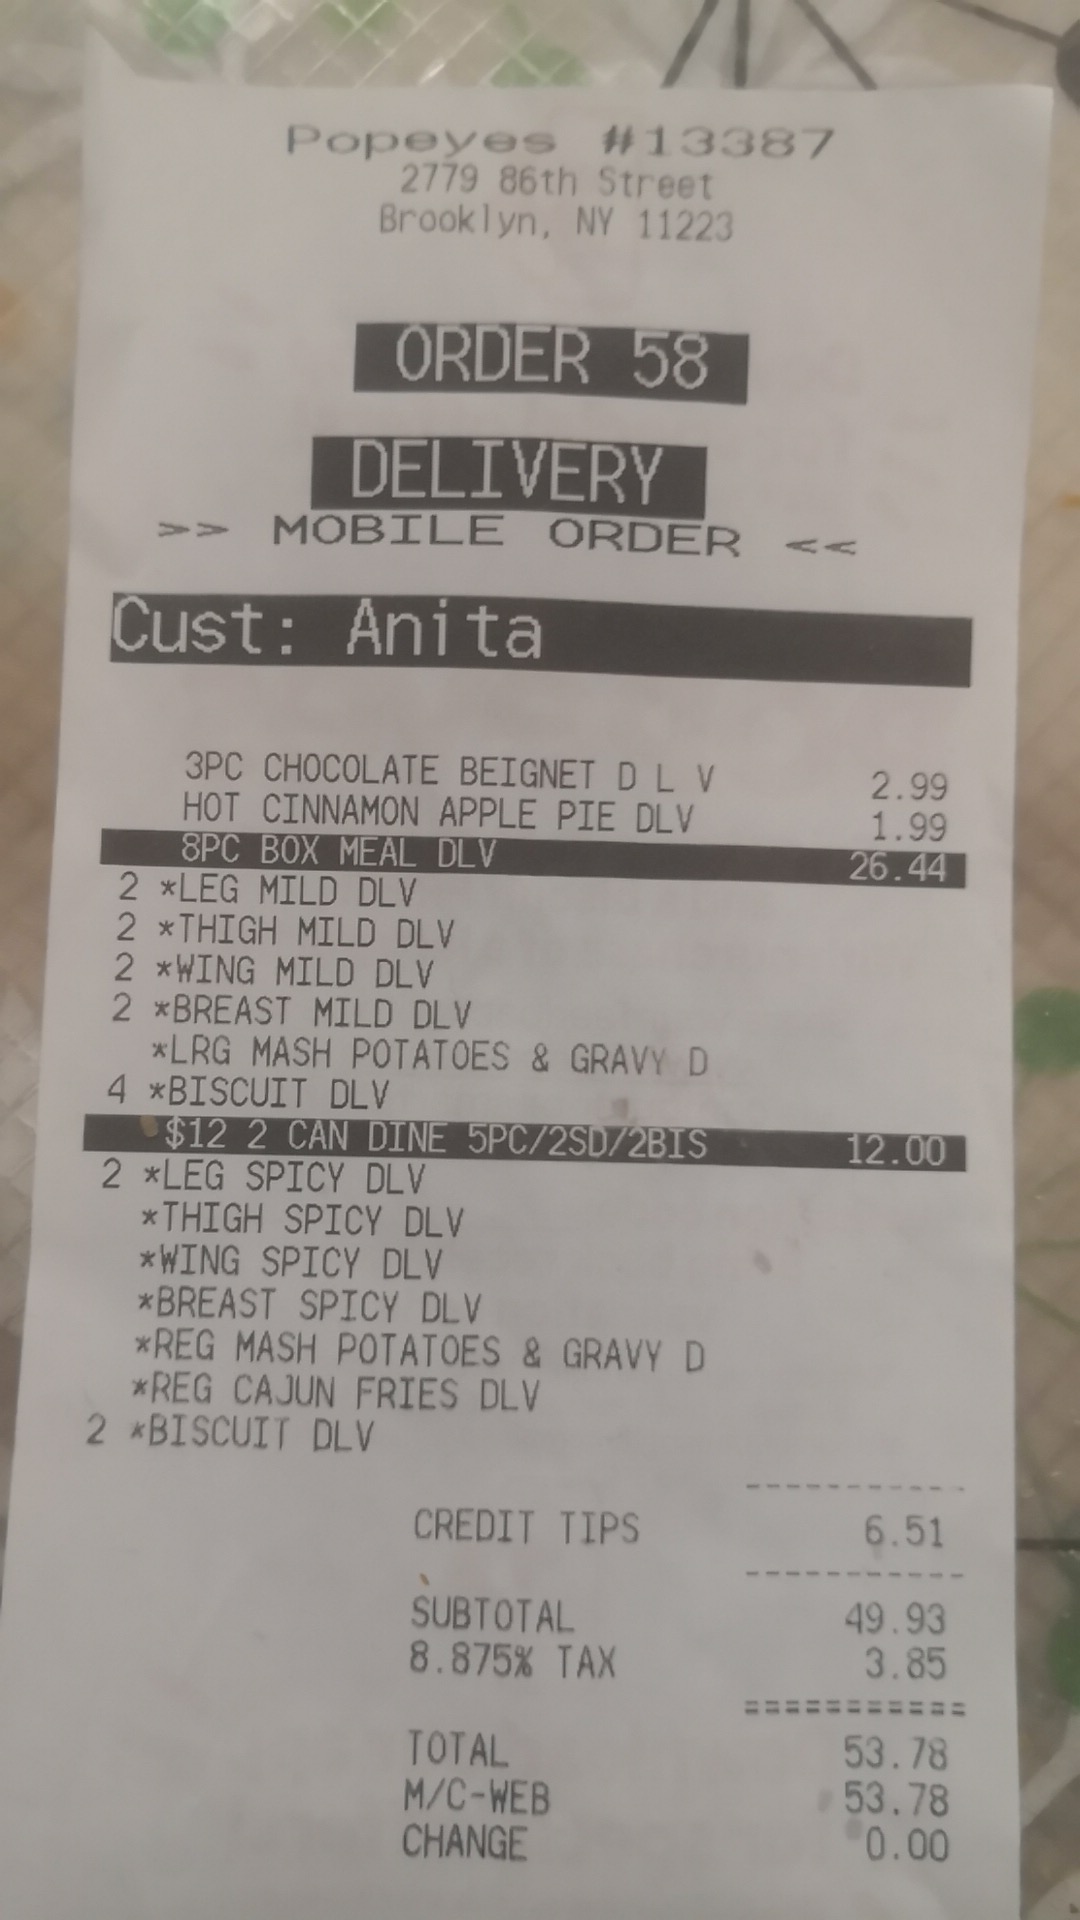 Popeyes #13387
2779 86th Street
Brooklyn, NY 11223
ORDER 58
DELIVERY
>> MOBILE ORDER <<
Cust: Anita
3PC CHOCOLATE BEIGNET D L V 2.99
HOT CINNAMON APPLE PIE DLV 1.99
8PC BOX MEAL DLV 26.44
2 *LEG MILD DLV
2 *THIGH MILD DLV
2 *WING MILD DLV
2 *BREAST MILD DLV
*LRG MASH POTATOES & GRAVY D
4 *BISCUIT DLV
$12 2 CAN DINE 5PC/2SD/2BIS 12.00
2 *LEG SPICY DLV
*THIGH SPICY DLV
*WING SPICY DLV
*BREAST SPICY DLV
*REG MASH POTATOES & GRAVY D
*REG CAJUN FRIES DLV
2 *BISCUIT DLV
-----------
CREDIT TIPS 6.51
-----------
SUBTOTAL 49.93
8.875% TAX 3.85
===========
TOTAL 53.78
M/C-WEB 53.78
CHANGE 0.00